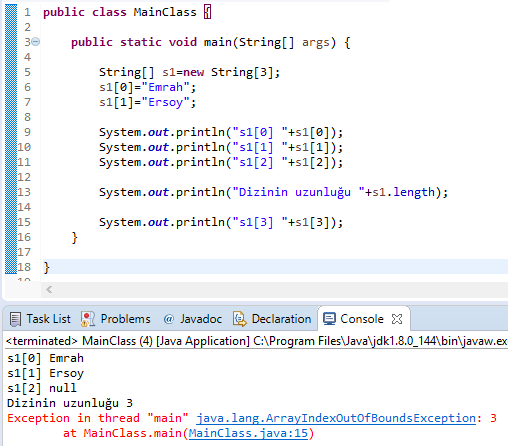 1 public class MainClass {
2
3 public static void main(String[] args) {
4
5 String[] s1=new String[3];
6 s1[0]="Emrah";
7 s1[1]="Ersoy";
8
9 System.out.println("s1[0] "+s1[0]);
10 System.out.println("s1[1] "+s1[1]);
11 System.out.println("s1[2] "+s1[2]);
12
13 System.out.println("Dizinin uzunluğu "+s1.length);
14
15 System.out.println("s1[3] "+s1[3]);
16 }
17
18 }
19
Task List Problems @ Javadoc Declaration Console
<terminated> MainClass (4) [Java Application] C:\Program Files\Java\jdk1.8.0_144\bin\javaw.ex
s1[0] Emrah
s1[1] Ersoy
s1[2] null
Dizinin uzunluğu 3
Exception in thread "main" java.lang.ArrayIndexOutOfBoundsException: 3
at MainClass.main(MainClass.java:15)